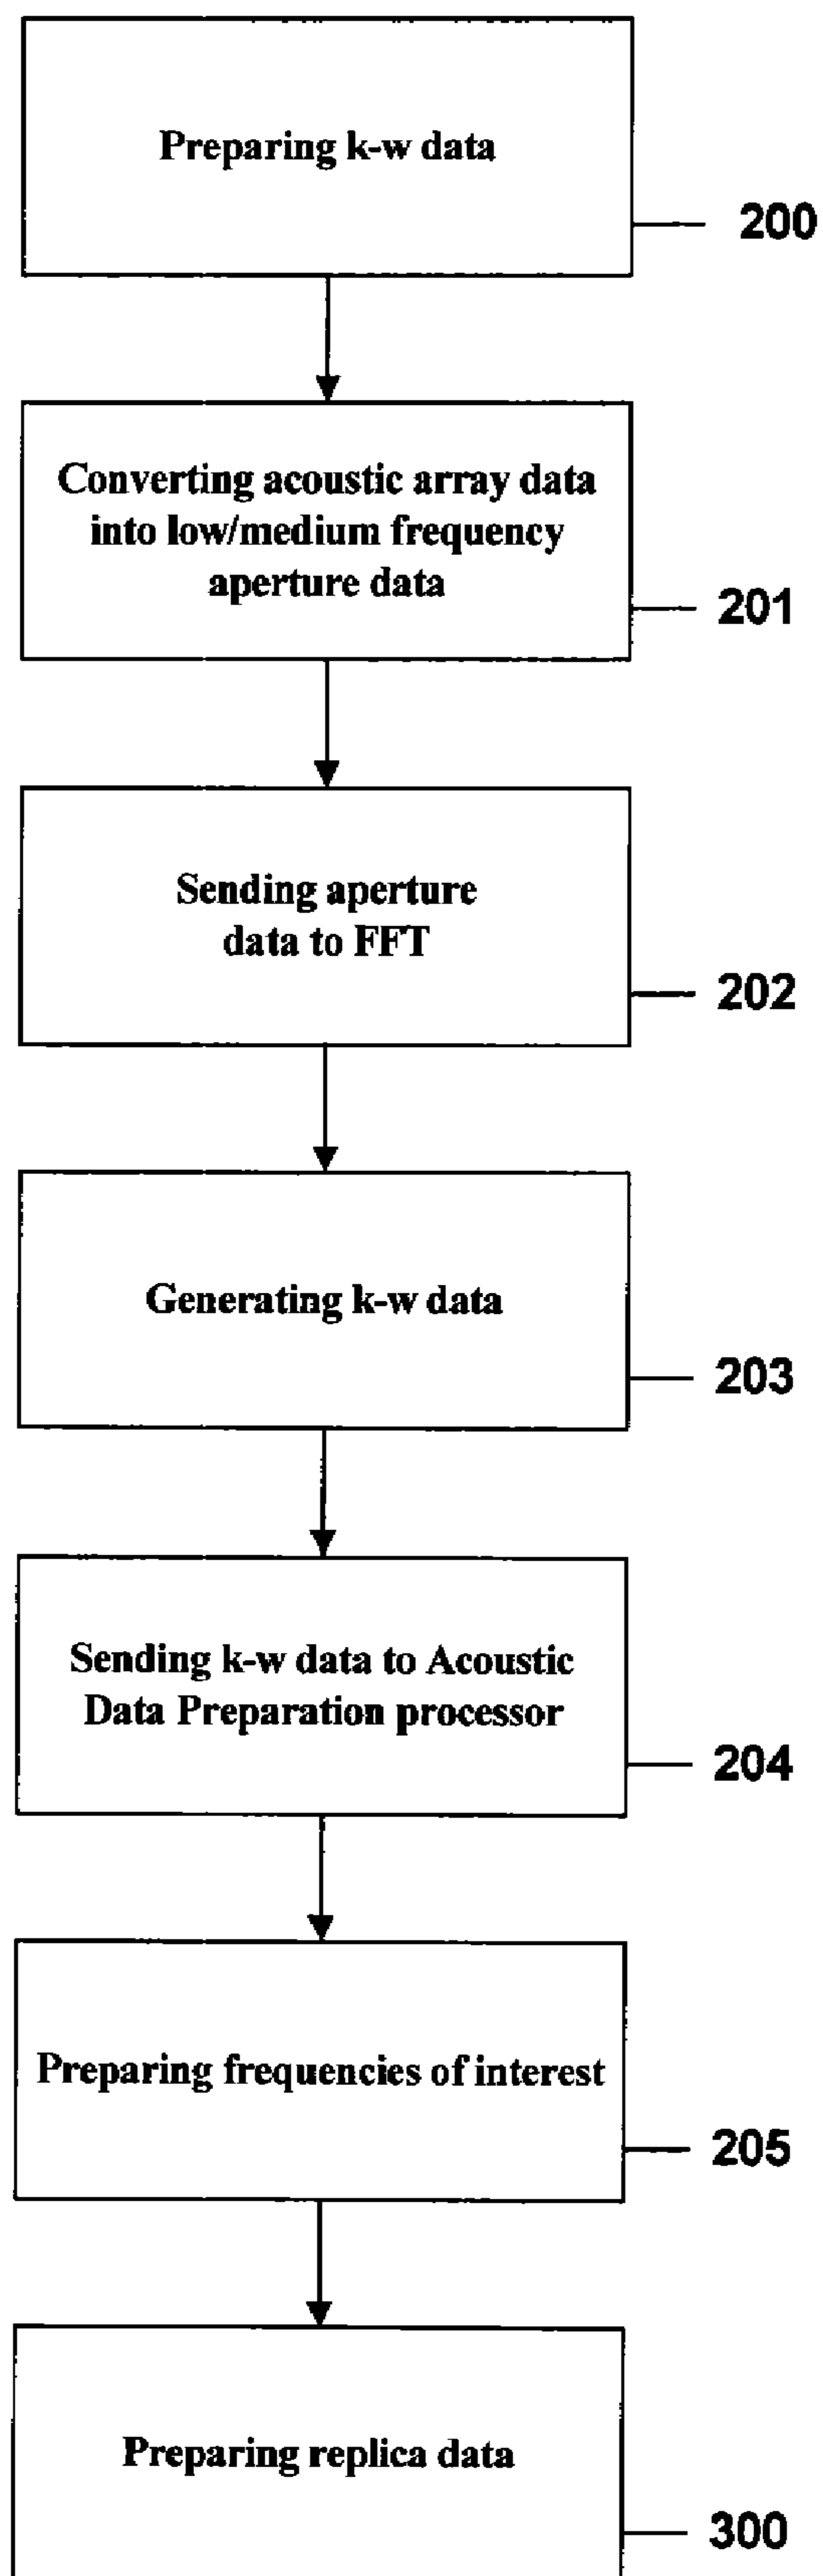 Preparing k-w data
200
Converting acoustic array data
into low/medium frequency
aperture data
201
Sending aperture
data to FFT
202
Generating k-w data
203
Sending k-w data to Acoustic
Data Preparation processor
204
Preparing frequencies of interest
205
Preparing replica data
300